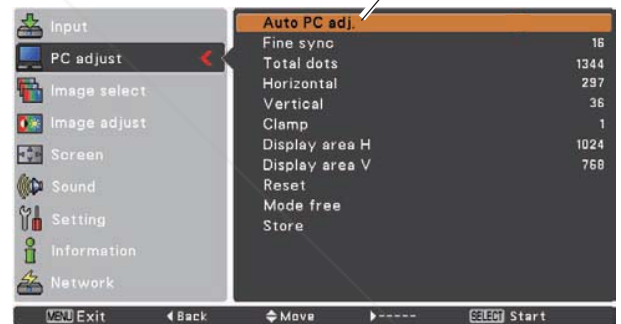 Input
PC adjust
Image select
Image adjust
Screen
Sound
Setting
Information
Network
Auto PC adj.
Fine sync 16
Total dots 1344
Horizontal 297
Vertical 36
Clamp 1
Display area H 1024
Display area V 768
Reset
Mode free
Store
MENU Exit ◀Back Move ▶----- SELECT Start